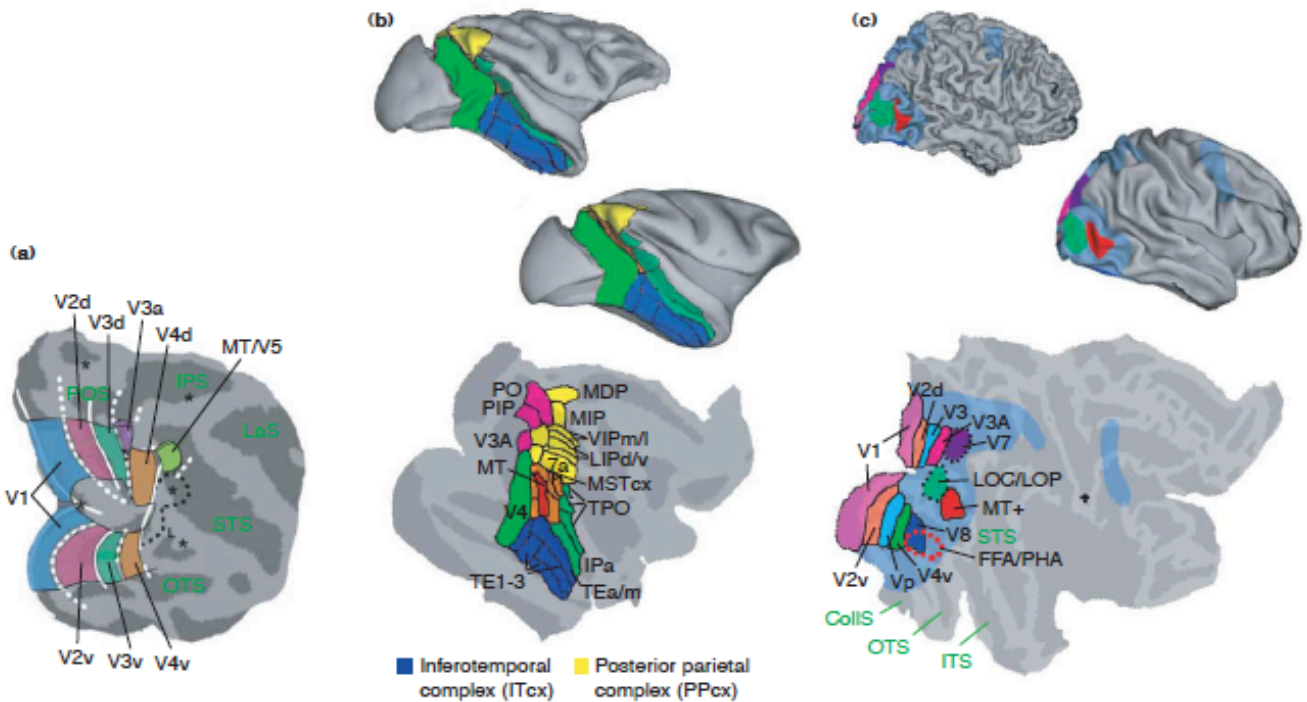 (a)
V2d
V3d
V3a
V4d
MT/V5
POS
IPS
LaS
V1
STS
OTS
V2v
V3v
V4v
(b)
PO
MDP
PIP
MIP
V3A
VIPm/l
7a
LIPd/v
MT
MSTcx
V4
TPO
IPa
TE1-3
TEa/m
Inferotemporal
complex (ITcx)
Posterior parietal
complex (PPcx)
(c)
V2d
V3
V3A
V1
V7
LOC/LOP
MT+
V8
STS
FFA/PHA
V2v
Vp
V4v
CollS
OTS
ITS